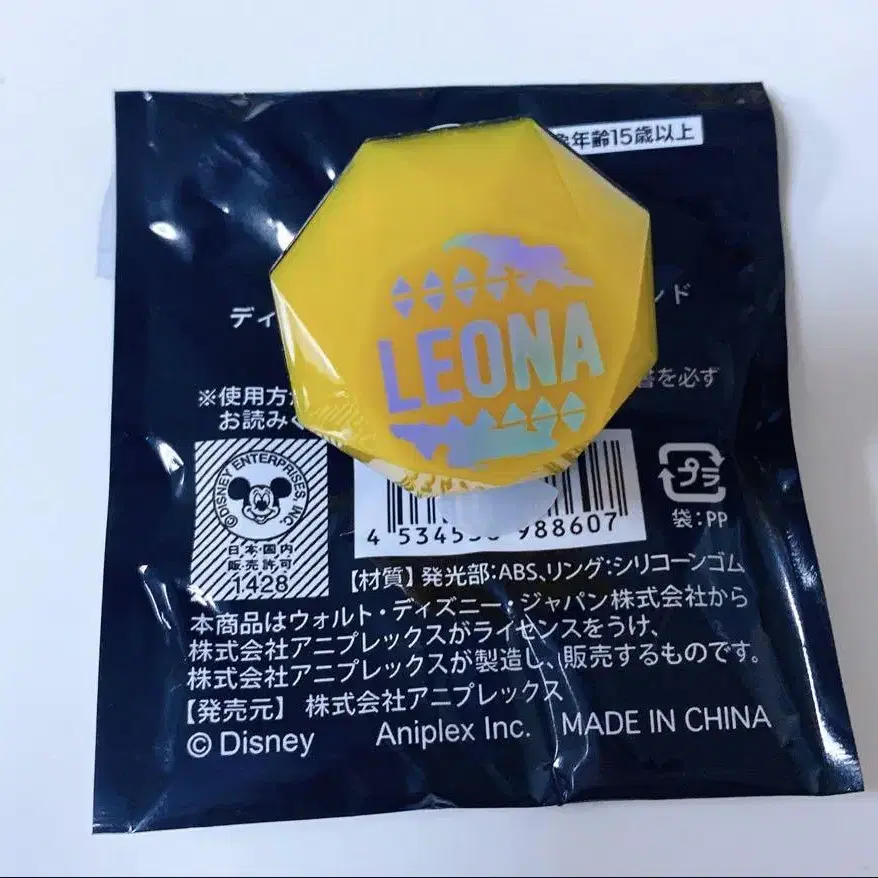 年齢15歳以上
ディ
ンド
LEONA
※使用方
お読み
を必ず
©DISNEY ENTERPRISES, INC.
日本国内
販売許可
1428
988607
プラ
袋:PP
【材質】発光部:ABS、リング:シリコーンゴム
本商品はウォルト・ディズニー・ジャパン株式会社から
株式会社アニプレックスがライセンスをうけ、
株式会社アニプレックスが製造し、販売するものです。
【発売元】 株式会社アニプレックス
© Disney Aniplex Inc. MADE IN CHINA